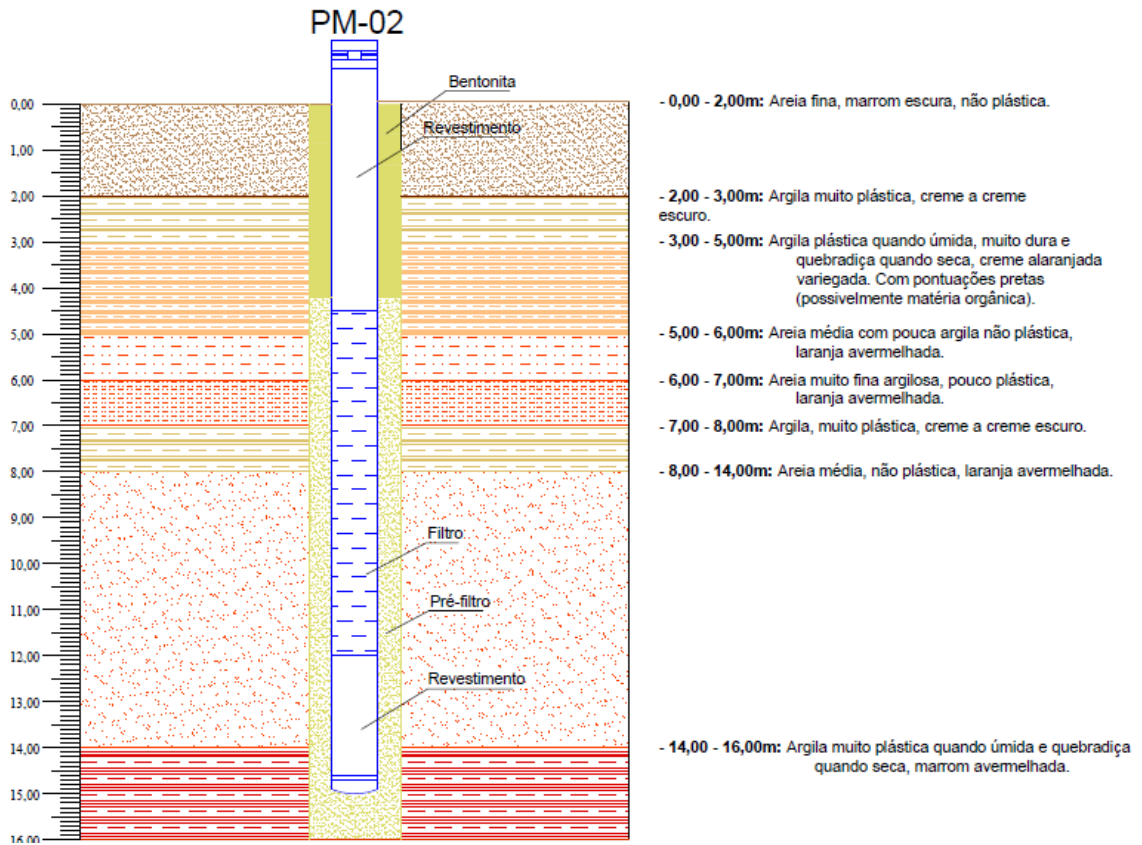 PM-02
Bentonita
Revestimento
Filtro
Pré-filtro
Revestimento
0,00
1,00
2,00
3,00
4,00
5,00
6,00
7,00
8,00
9,00
10,00
11,00
12,00
13,00
14,00
15,00
16,00
- 0,00 - 2,00m: Areia fina, marrom escura, não plástica.
- 2,00 - 3,00m: Argila muito plástica, creme a creme
escuro.
- 3,00 - 5,00m: Argila plástica quando úmida, muito dura e
quebradiça quando seca, creme alaranjada
variegada. Com pontuações pretas
(possivelmente matéria orgânica).
- 5,00 - 6,00m: Areia média com pouca argila não plástica,
laranja avermelhada.
- 6,00 - 7,00m: Areia muito fina argilosa, pouco plástica,
laranja avermelhada.
- 7,00 - 8,00m: Argila, muito plástica, creme a creme escuro.
- 8,00 - 14,00m: Areia média, não plástica, laranja avermelhada.
- 14,00 - 16,00m: Argila muito plástica quando úmida e quebradiça
quando seca, marrom avermelhada.